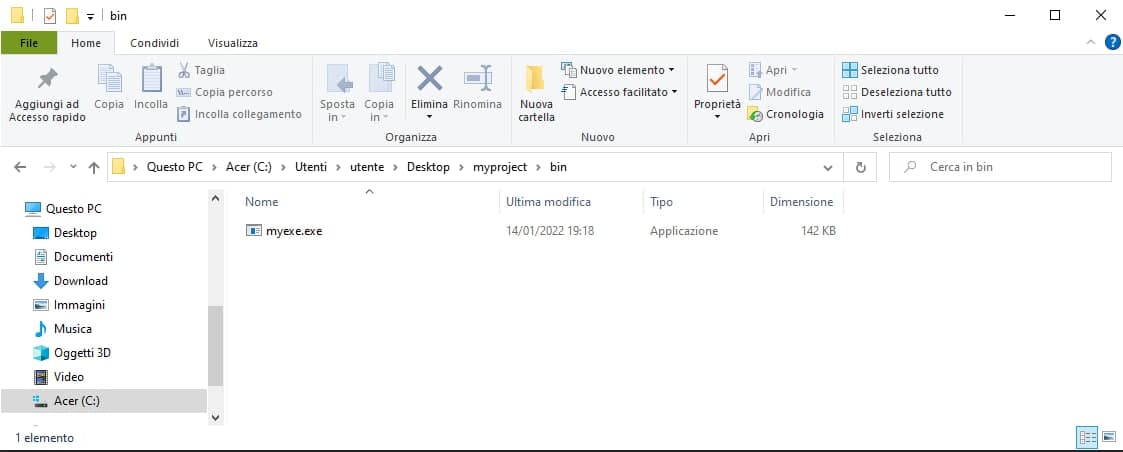 bin
File Home Condividi Visualizza
Aggiungi ad
Accesso rapido
Copia
Incolla
Taglia
Copia percorso
Incolla collegamento
Appunti
Sposta
in
Copia
in
Elimina
Rinomina
Organizza
Nuova
cartella
Nuovo elemento
Accesso facilitato
Nuovo
Proprietà
Apri
Modifica
Cronologia
Apri
Seleziona tutto
Deseleziona tutto
Inverti selezione
Seleziona
Questo PC > Acer (C:) > Utenti > utente > Desktop > myproject > bin
Cerca in bin
Questo PC
Desktop
Documenti
Download
Immagini
Musica
Oggetti 3D
Video
Acer (C:)
Nome Ultima modifica Tipo Dimensione
myexe.exe 14/01/2022 19:18 Applicazione 142 KB
1 elemento